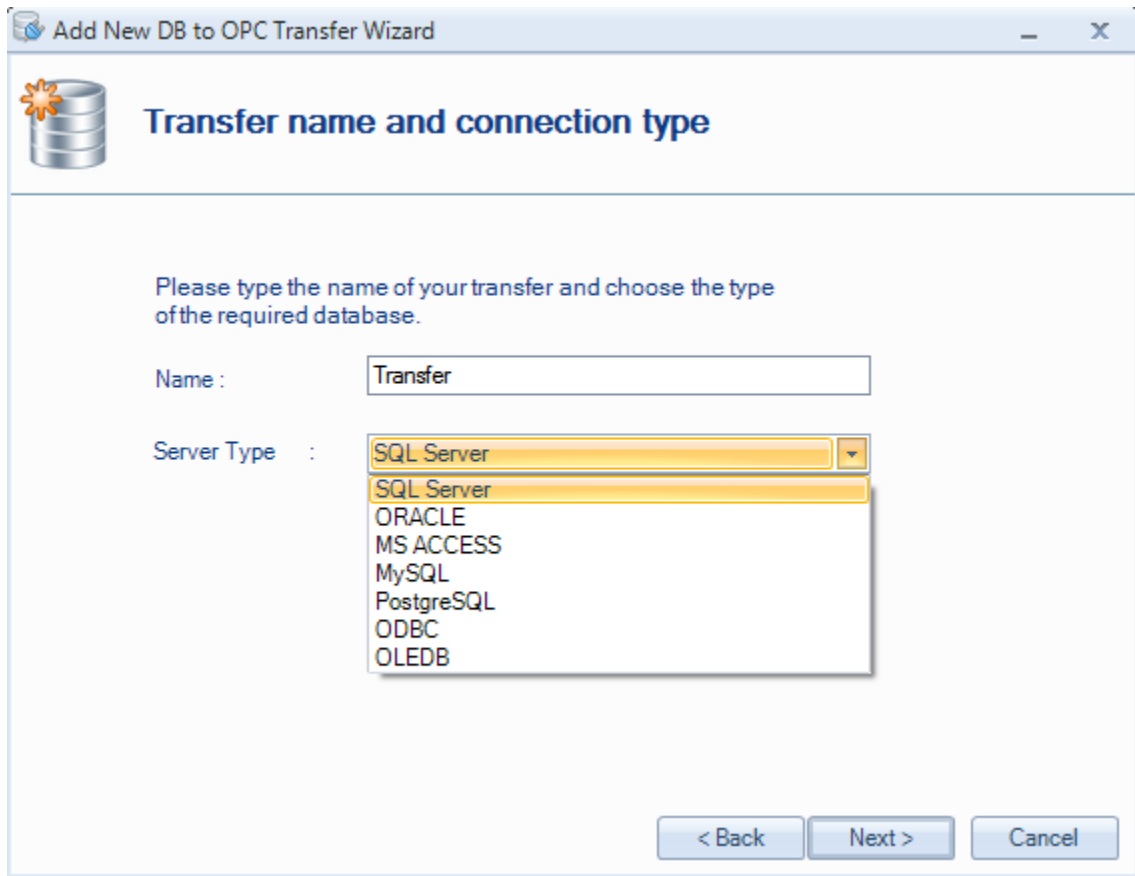 Add New DB to OPC Transfer Wizard
Transfer name and connection type
Please type the name of your transfer and choose the type
of the required database.
Name :
Transfer
Server Type :
SQL Server
SQL Server
ORACLE
MS ACCESS
MySQL
PostgreSQL
ODBC
OLEDB
< Back
Next >
Cancel